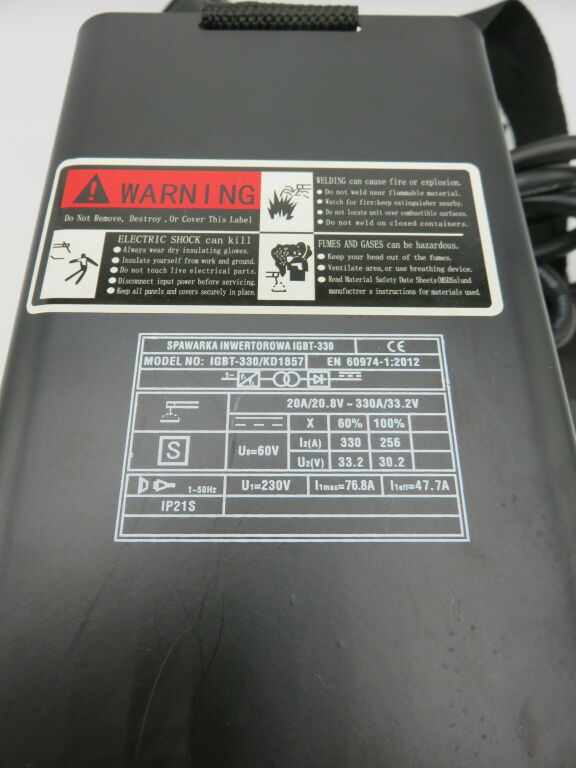 WARNING
Do Not Remove, Destroy, Or Cover This Label
WELDING can cause fire or explosion.
● Do not weld near flammable material.
● Watch for fire:keep extinguisher nearby.
● Do not locate unit over combustible surfaces.
● Do not weld on closed containers.
ELECTRIC SHOCK can kill
● Always wear dry insulating gloves.
● Insulate yourself from work and ground.
● Do not touch live electrical parts.
● Disconnect input power before servicing.
● Keep all panels and covers securely in place.
FUMES AND GASES can be hazardous.
● Keep your head out of the fumes.
● Ventilate area, or use breathing device.
● Read Material Safety Date Sheets(MSDSs)and
manufactrer s instructions for materials used.
SPAWARKA INWERTOROWA IGBT-330 CE
MODEL NO: IGBT-330/KD1857 EN 60974-1:2012
1~
20A/20.8V ~ 330A/33.2V
X 60% 100%
S U₀=60V I₂(A) 330 256
U₂(V) 33.2 30.2
1~50Hz U₁=230V I₁max=76.8A I₁eff=47.7A
IP21S